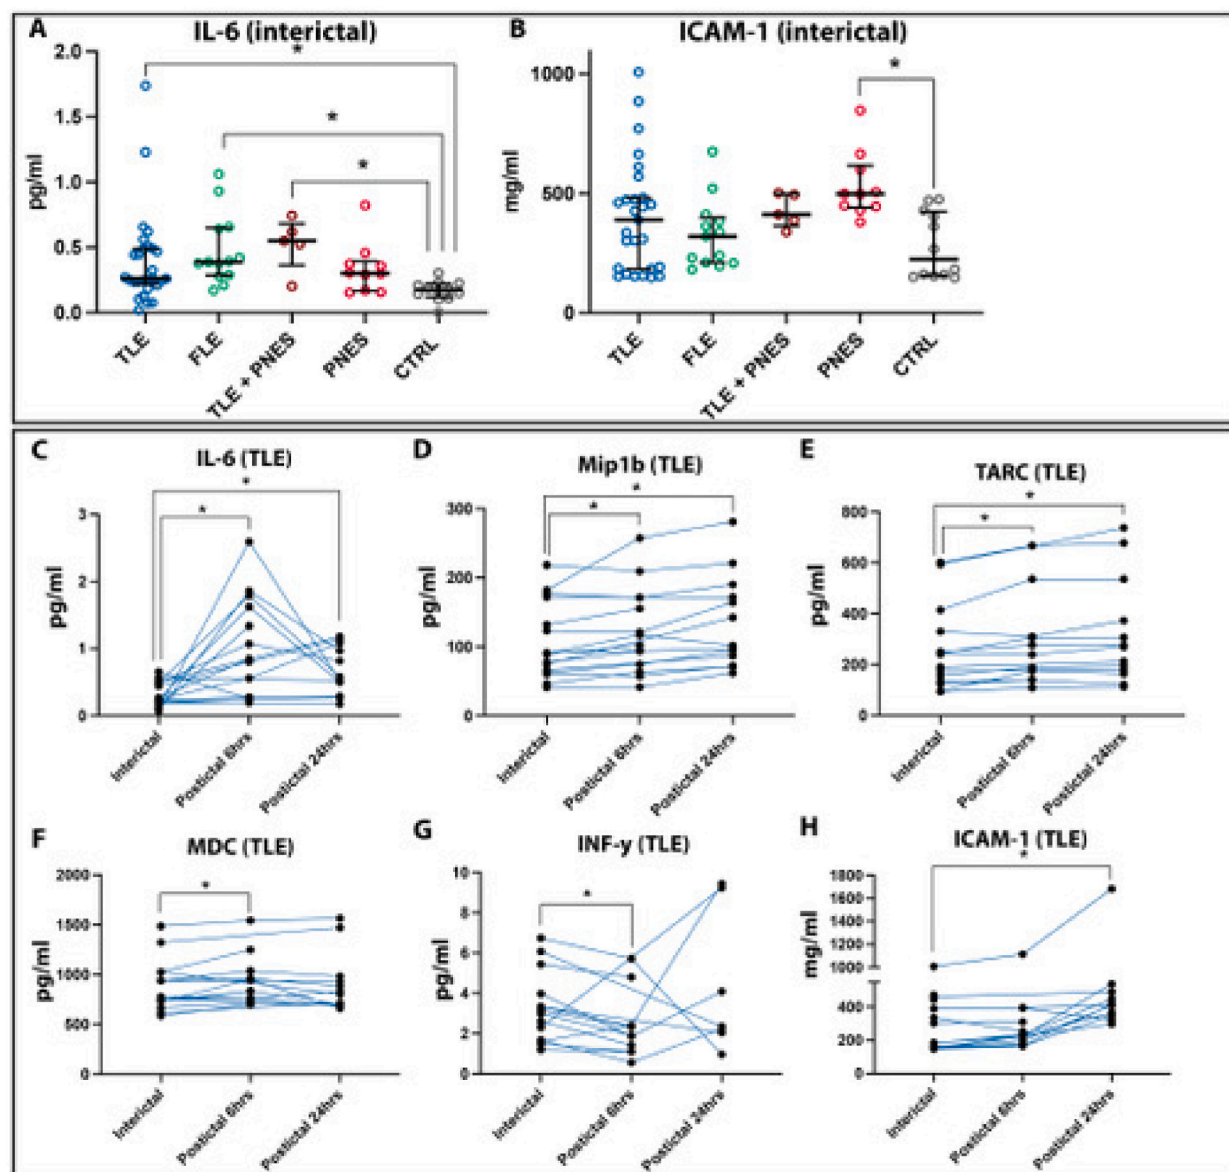 A
IL-6 (interictal)
*
*
*
2.0
1.5
1.0
0.5
0.0
pg/ml
TLE
FLE
TLE + PNES
PNES
CTRL
B
ICAM-1 (interictal)
*
1000
500
0
mg/ml
TLE
FLE
TLE + PNES
PNES
CTRL
C
IL-6 (TLE)
*
*
3
2
1
0
pg/ml
Interictal
Postictal 6hrs
Postictal 24hrs
D
Mip1b (TLE)
*
*
300
200
100
0
pg/ml
Interictal
Postictal 6hrs
Postictal 24hrs
E
TARC (TLE)
*
*
800
600
400
200
0
pg/ml
Interictal
Postictal 6hrs
Postictal 24hrs
F
MDC (TLE)
*
2000
1500
1000
500
0
pg/ml
Interictal
Postictal 6hrs
Postictal 24hrs
G
INF-y (TLE)
*
10
8
6
4
2
0
pg/ml
Interictal
Postictal 6hrs
Postictal 24hrs
H
ICAM-1 (TLE)
*
1800
1600
1400
1200
1000
400
200
0
mg/ml
Interictal
Postictal 6hrs
Postictal 24hrs